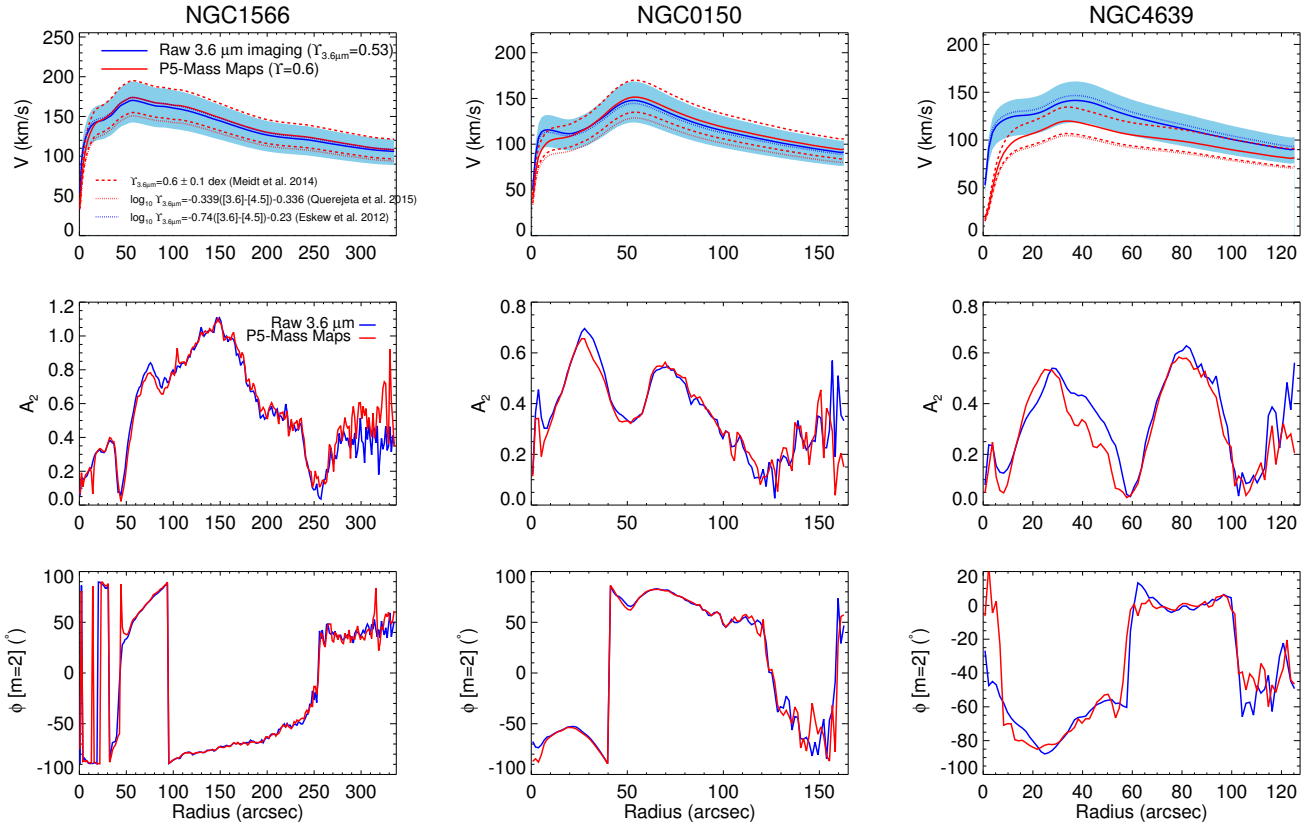 NGC1566
NGC0150
NGC4639
V (km/s)
250
200
150
100
50
0
Raw 3.6 µm imaging (ϒ3.6µm=0.53)
P5-Mass Maps (ϒ=0.6)
ϒ3.6µm=0.6 ± 0.1 dex (Meidt et al. 2014)
log10 ϒ3.6µm=-0.339([3.6]-[4.5])-0.336 (Querejeta et al. 2015)
log10 ϒ3.6µm=-0.74([3.6]-[4.5])-0.23 (Eskew et al. 2012)
0 50 100 150 200 250 300
V (km/s)
200
150
100
50
0
0 50 100 150
V (km/s)
200
150
100
50
0
0 20 40 60 80 100 120
A2
1.2
1.0
0.8
0.6
0.4
0.2
0.0
Raw 3.6 µm
P5-Mass Maps
0 50 100 150 200 250 300
A2
0.8
0.6
0.4
0.2
0.0
0 50 100 150
A2
0.8
0.6
0.4
0.2
0.0
0 20 40 60 80 100 120
ϕ [m=2] (°)
100
50
0
-50
-100
0 50 100 150 200 250 300
Radius (arcsec)
ϕ [m=2] (°)
100
50
0
-50
-100
0 50 100 150
Radius (arcsec)
ϕ [m=2] (°)
20
0
-20
-40
-60
-80
-100
0 20 40 60 80 100 120
Radius (arcsec)